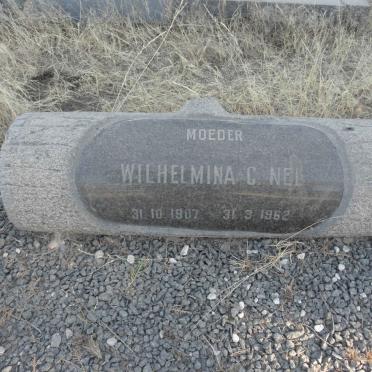 MOEDER
WILHELMINA C. NEL
31.10.1907 31.3.1962